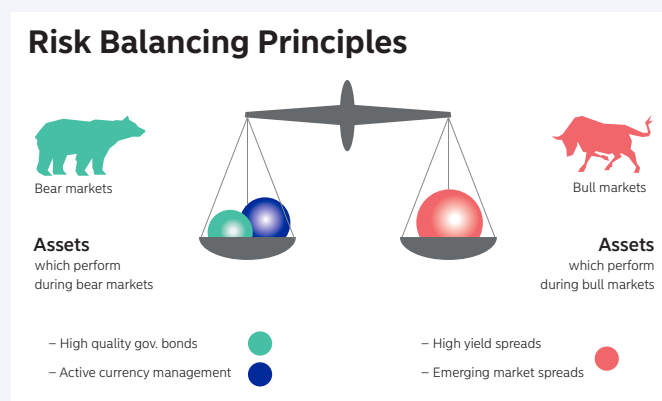 Risk Balancing Principles
Bear markets
Bull markets
Assets
which perform
during bear markets
Assets
which perform
during bull markets
– High quality gov. bonds
– Active currency management
– High yield spreads
– Emerging market spreads